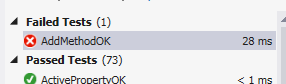 Failed Tests (1)
AddMethodOK 28 ms
Passed Tests (73)
ActivePropertyOK < 1 ms